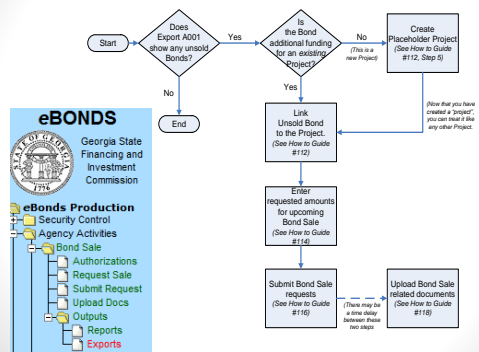 Start
Does
Export A001
show any unsold
Bonds?
Yes
No
End
Is
the Bond
additional funding
for an existing
Project?
No
(This is a
new Project)
Create
Placeholder Project
(See How to Guide
#112, Step 5)
Yes
(Now that you have
created a "project",
you can treat it like
any other Project.
Link
Unsold Bond
to the Project.
(See How to Guide
#112)
Enter
requested amounts
for upcoming
Bond Sale
(See How to Guide
#114)
Submit Bond Sale
requests
(See How to Guide
#116)
(There may be
a time delay
between these
two steps
Upload Bond Sale
related documents
(See How to Guide
#118)
eBONDS
STATE OF GEORGIA
1776
Georgia State
Financing and
Investment
Commission
eBonds Production
Security Control
Agency Activities
Bond Sale
Authorizations
Request Sale
Submit Request
Upload Docs
Outputs
Reports
Exports